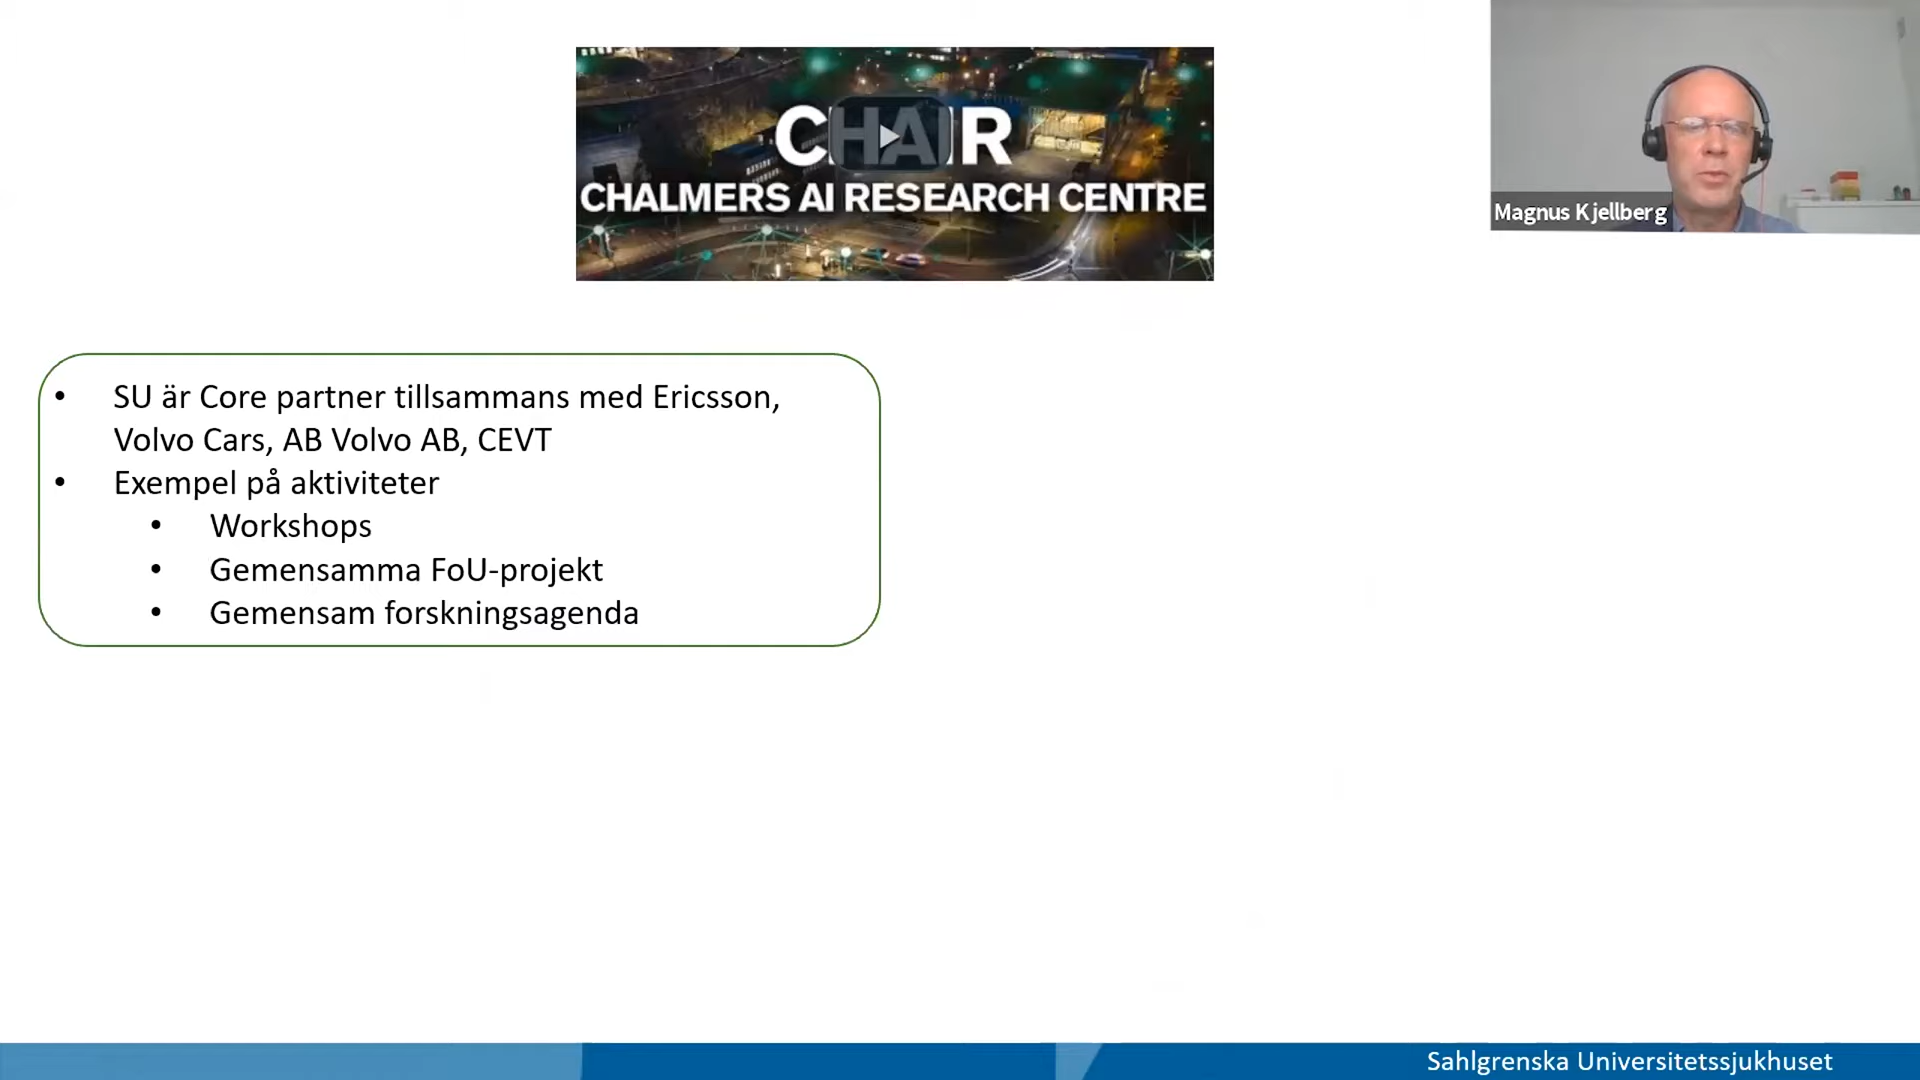 CHAIR
CHALMERS AI RESEARCH CENTRE
Magnus Kjellberg
• SU är Core partner tillsammans med Ericsson,
Volvo Cars, AB Volvo AB, CEVT
• Exempel på aktiviteter
• Workshops
• Gemensamma FoU-projekt
• Gemensam forskningsagenda
Sahlgrenska Universitetssjukhuset